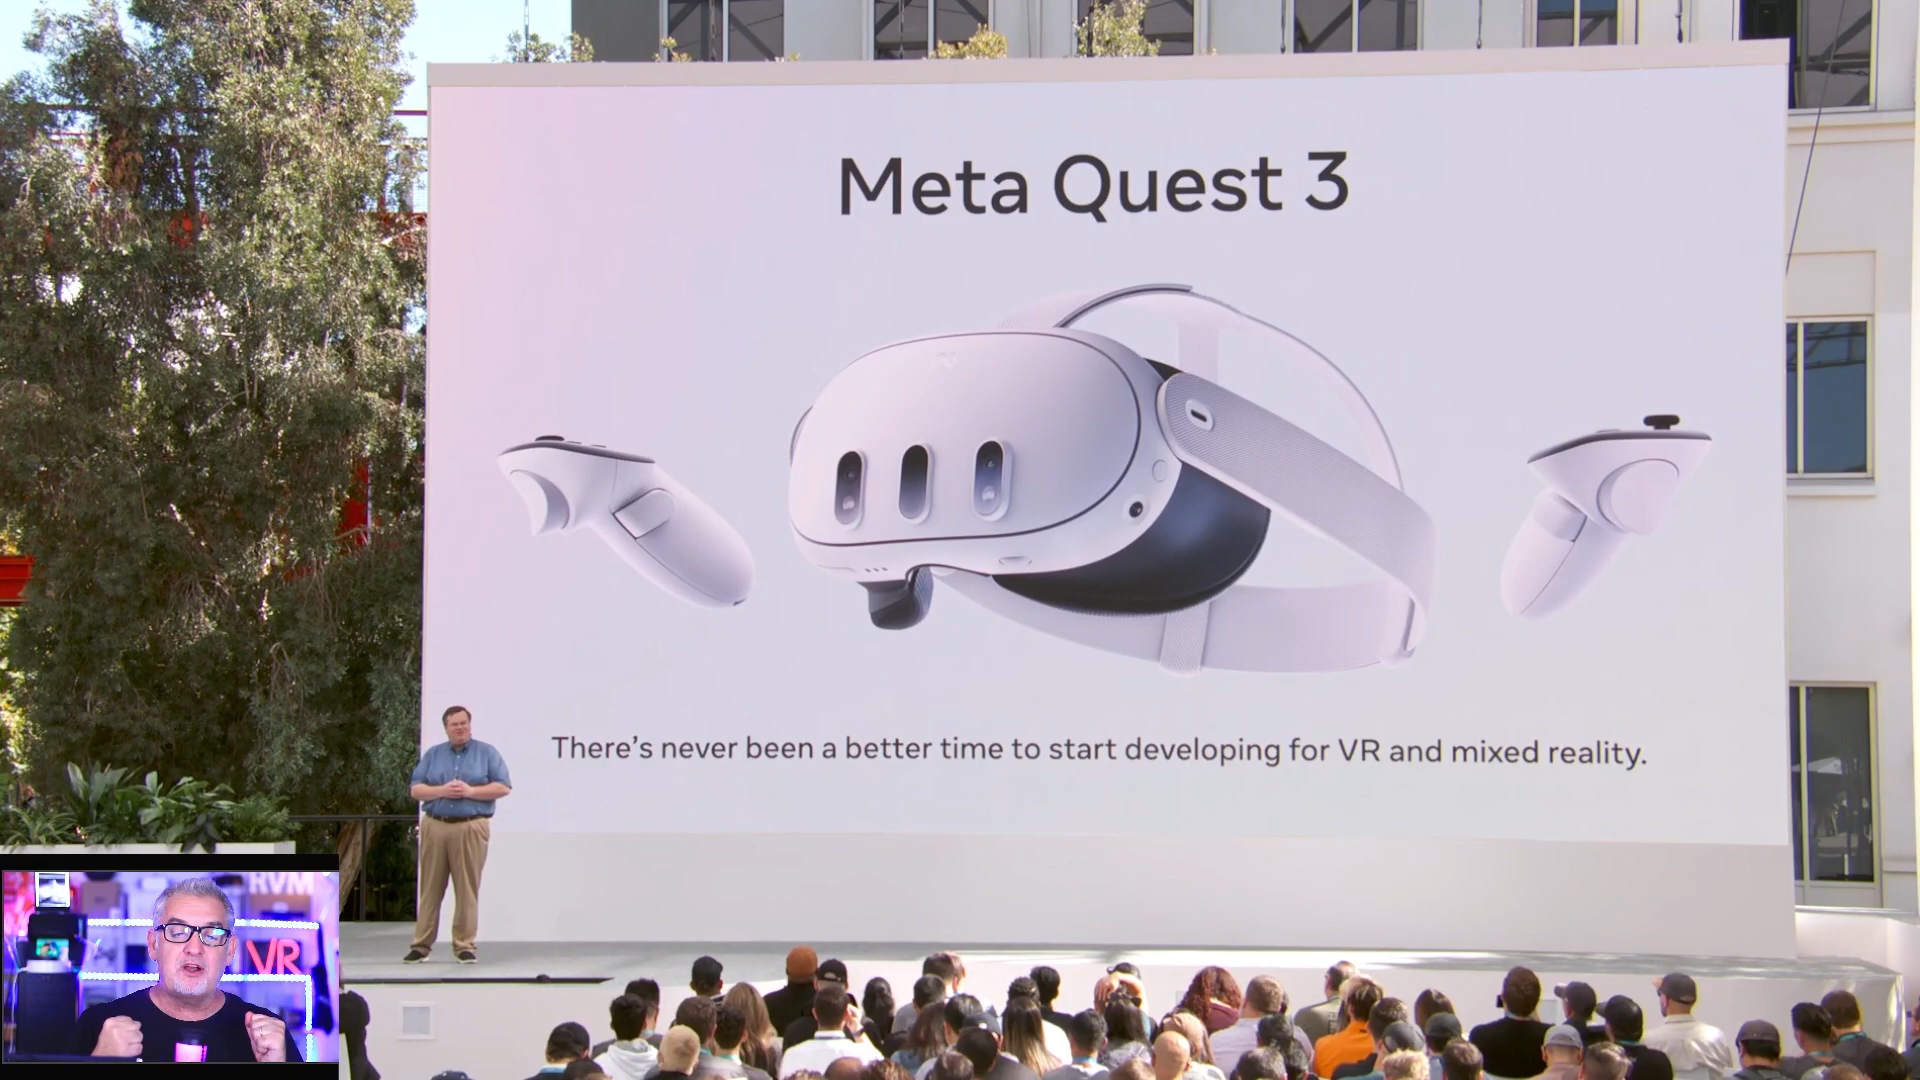 Meta Quest 3
There's never been a better time to start developing for VR and mixed reality.
RVM
VR